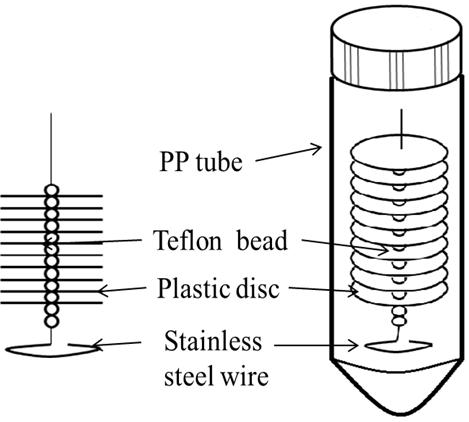 PP tube
Teflon bead
Plastic disc
Stainless
steel wire